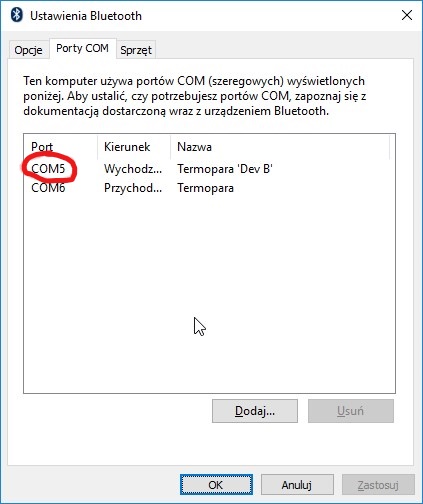 Ustawienia Bluetooth
Opcje Porty COM Sprzęt
Ten komputer używa portów COM (szeregowych) wyświetlonych
poniżej. Aby ustalić, czy potrzebujesz portów COM, zapoznaj się z
dokumentacją dostarczoną wraz z urządzeniem Bluetooth.
Port Kierunek Nazwa
COM5 Wychodz... Termopara 'Dev B'
COM6 Przychod... Termopara
Dodaj... Usuń
OK Anuluj Zastosuj